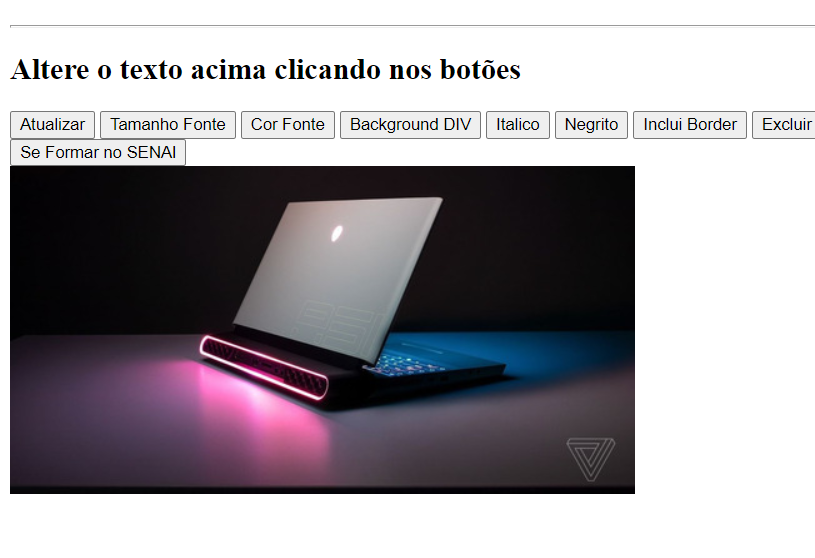 Altere o texto acima clicando nos botões
Atualizar Tamanho Fonte Cor Fonte Background DIV Italico Negrito Inclui Border Excluir
Se Formar no SENAI